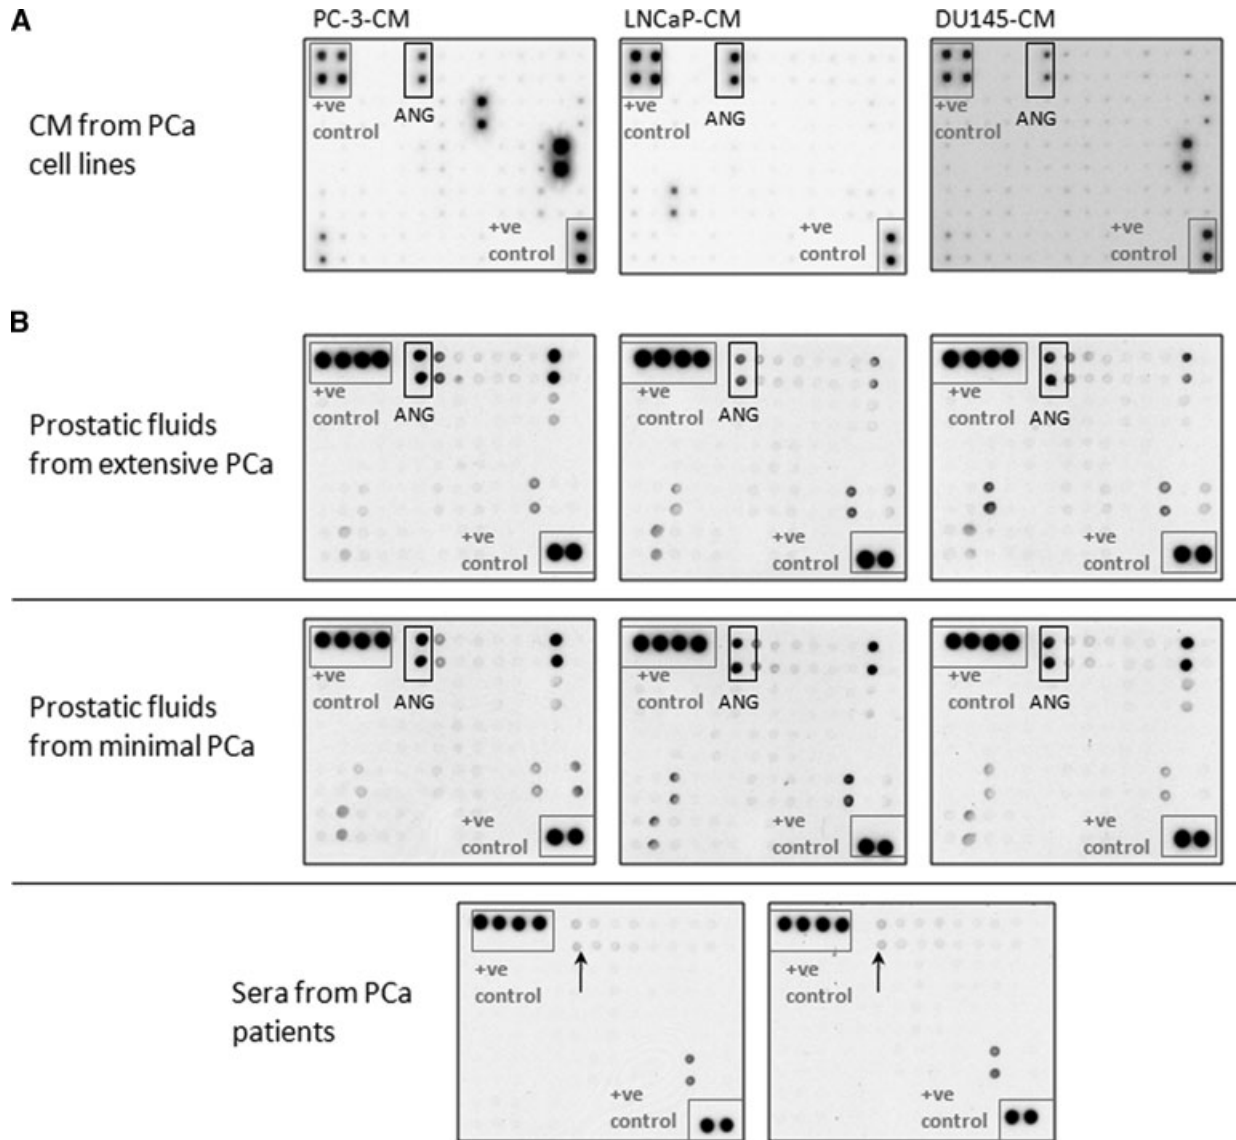 A
PC-3-CM
LNCaP-CM
DU145-CM
CM from PCa
cell lines
+ve
control
ANG
+ve
control
+ve
control
ANG
+ve
control
+ve
control
ANG
+ve
control
B
Prostatic fluids
from extensive PCa
+ve
control
ANG
+ve
control
+ve
control
ANG
+ve
control
+ve
control
ANG
+ve
control
Prostatic fluids
from minimal PCa
+ve
control
ANG
+ve
control
+ve
control
ANG
+ve
control
+ve
control
ANG
+ve
control
Sera from PCa
patients
+ve
control
+ve
control
+ve
control
+ve
control